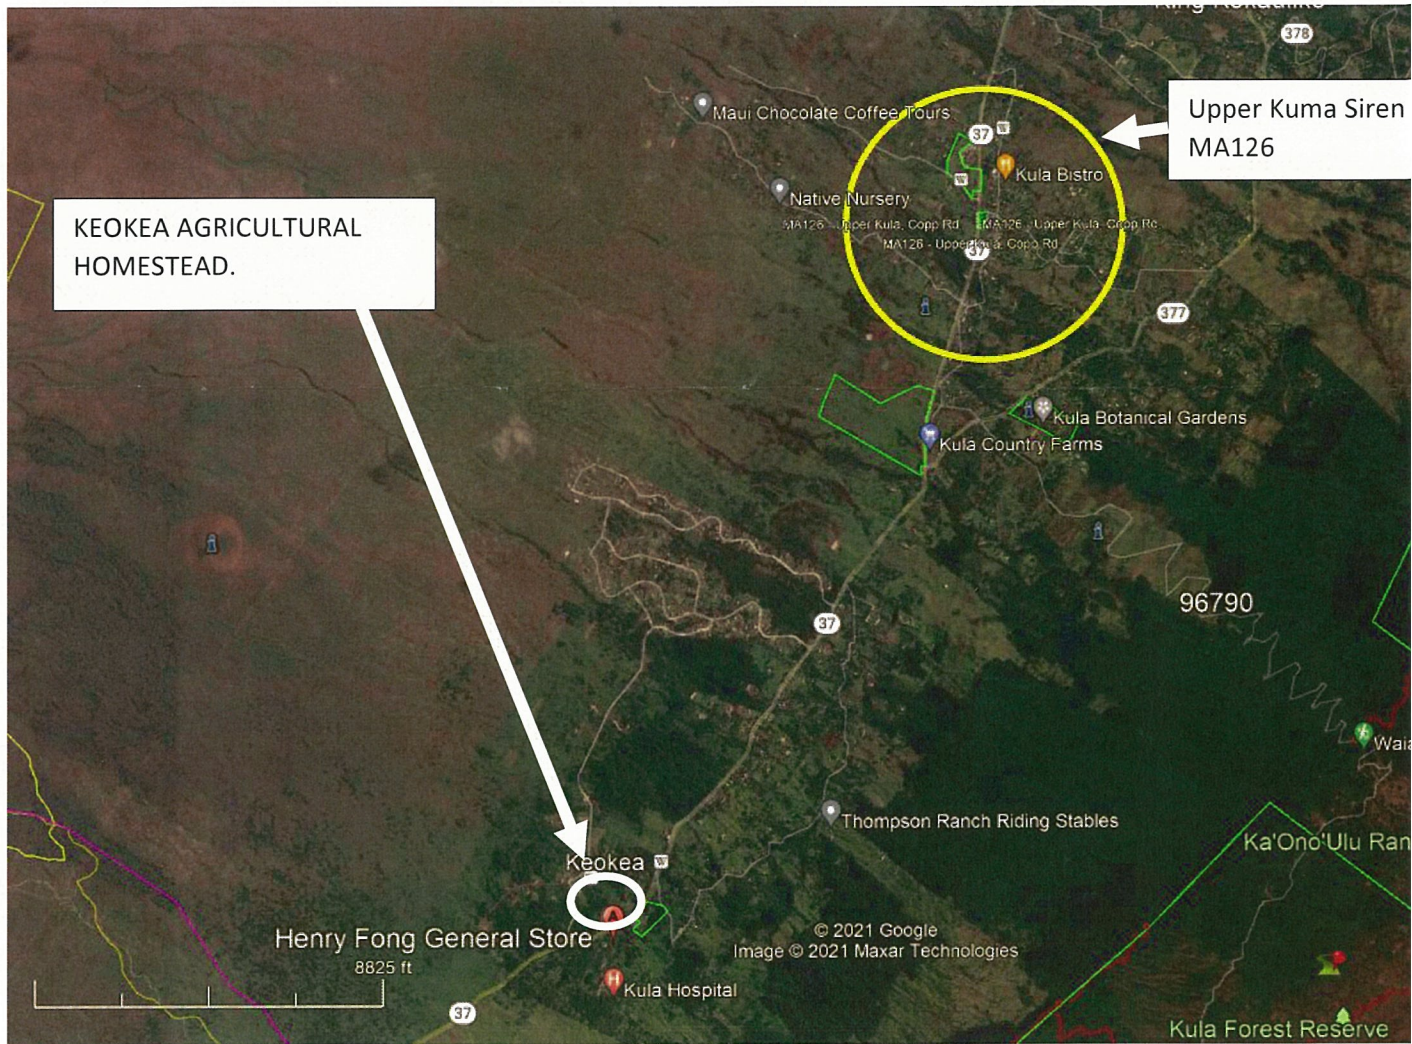 378
Maui Chocolate Coffee Tours
Upper Kuma Siren
MA126
37
Kula Bistro
Native Nursery
MA126 - Upper Kula, Copp Rd
MA126 - Upper Kula, Copp Rd
MA126 - Upper Kula, Copp Rd
37
KEOKEA AGRICULTURAL
HOMESTEAD.
377
Kula Botanical Gardens
Kula Country Farms
96790
37
Waia
Thompson Ranch Riding Stables
Ka'Ono'Ulu Ran
Keokea
Henry Fong General Store
8825 ft
© 2021 Google
Image © 2021 Maxar Technologies
Kula Hospital
37
Kula Forest Reserve